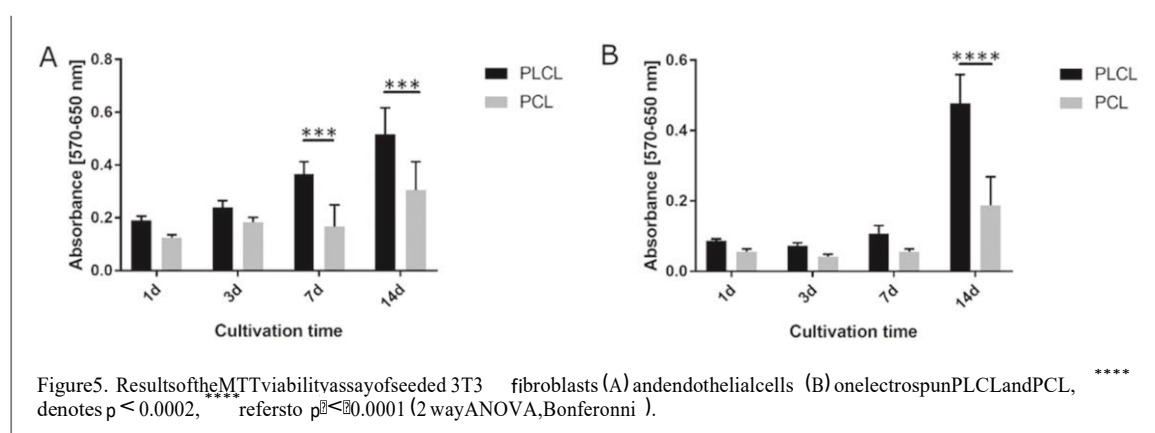 A
B
0.8
0.6
0.4
0.2
0.0
Absorbance [570-650 nm]
***
***
PLCL
PCL
1d
3d
7d
14d
Cultivation time
0.6
0.4
0.2
0.0
Absorbance [570-650 nm]
****
PLCL
PCL
1d
3d
7d
14d
Cultivation time
Figure5. ResultsoftheMTTviabilityassayofseeded 3T3 fibroblasts (A) andendothelialcells (B) onelectrospunPLCLandPCL, ****
denotes p < 0.0002, ****refersto p < 0.0001 (2 wayANOVA,Bonferonni ).